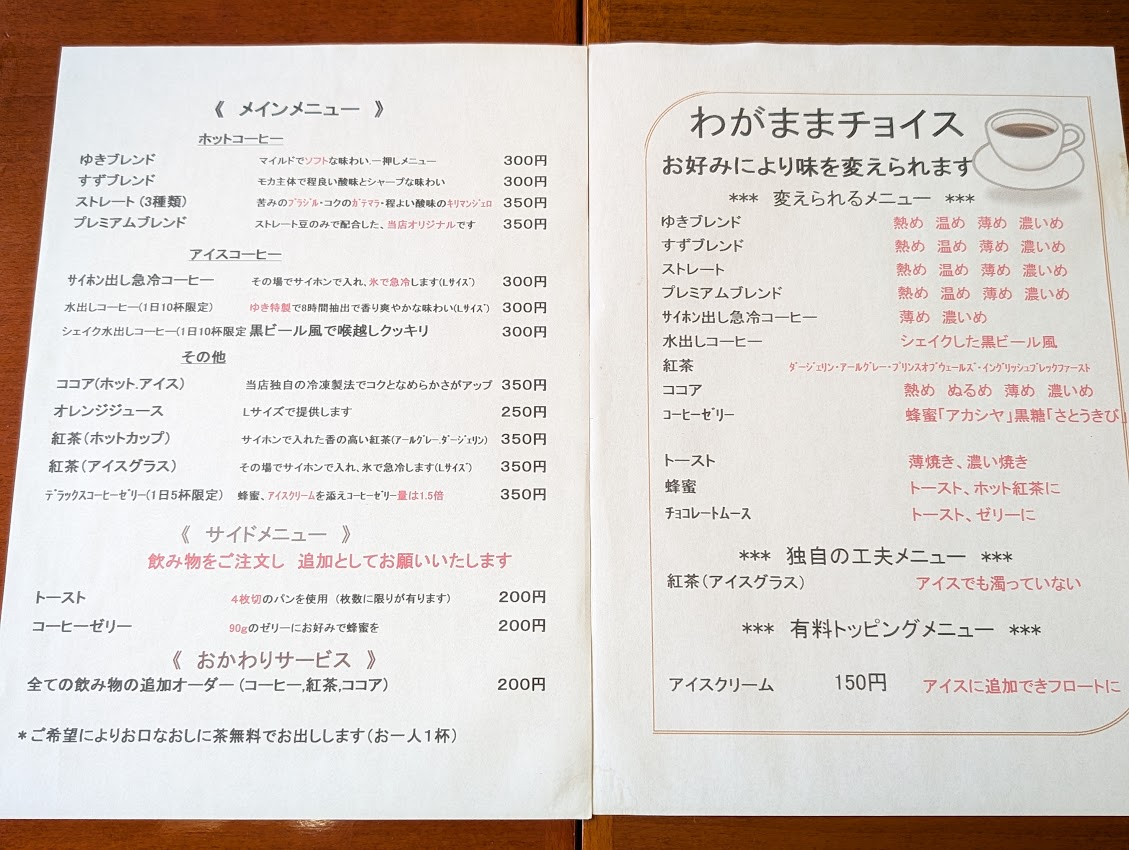 《 メインメニュー 》
ホットコーヒー
ゆきブレンド マイルドでソフトな味わい.一押しメニュー 300円
すずブレンド モカ主体で程良い酸味とシャープな味わい 300円
ストレート (3種類) 苦みのﾌﾞﾗｼﾞﾙ・コクのｶﾞﾃﾏﾗ・程よい酸味のｷﾘﾏﾝｼﾞｪﾛ 350円
プレミアムブレンド ストレート豆のみで配合した、当店オリジナルです 350円
アイスコーヒー
ｻｲﾎﾝ出し急冷コーヒー その場でサイホンで入れ、氷で急冷します(Lｻｲｽﾞ) 300円
水出しコーヒー(1日10杯限定) ゆき特製で8時間抽出で香り爽やかな味わい(Lｻｲｽﾞ) 300円
シェイク水出しコーヒー(1日10杯限定 黒ビール風で喉越しクッキリ 300円
その他
ココア(ホット.アイス) 当店独自の冷凍製法でコクとなめらかさがアップ 350円
オレンジジュース Lサイズで提供します 250円
紅茶(ホットカップ) サイホンで入れた香の高い紅茶(ｱｰﾙｸﾞﾚｰ.ﾀﾞｰｼﾞｪﾘﾝ) 350円
紅茶(アイスグラス) その場でサイホンで入れ、氷で急冷します(Lｻｲｽﾞ) 350円
ﾃﾞﾗックスコーヒーｾﾞﾘｰ(1日5杯限定) 蜂蜜、ｱｲｽｸﾘｰﾑを添えｺｰﾋｰｾﾞﾘｰ量は1.5倍 350円
《 サイドメニュー 》
飲み物をご注文し 追加としてお願いいたします
トースト 4枚切のパンを使用 (枚数に限りが有ります) 200円
コーヒーゼリー 90gのゼリーにお好みで蜂蜜を 200円
《 おかわりサービス 》
全ての飲み物の追加オーダー (コーヒー,紅茶,ココア) 200円
＊ご希望によりお口なおしに茶無料でお出しします(お一人1杯)
わがままチョイス
お好みにより味を変えられます
*** 変えられるメニュー ***
ゆきブレンド 熱め 温め 薄め 濃いめ
すずブレンド 熱め 温め 薄め 濃いめ
ストレート 熱め 温め 薄め 濃いめ
プレミアムブレンド 熱め 温め 薄め 濃いめ
ｻｲﾎﾝ出し急冷コーヒー 薄め 濃いめ
水出しコーヒー シェイクした黒ビール風
紅茶 ﾀﾞｰｼﾞｪﾘﾝ・ｱｰﾙｸﾞﾚｰ・ﾌﾟﾘﾝｽｵﾌﾞｳｪｰﾙｽﾞ・ｲﾝｸﾞﾘｯｼｭﾌﾞﾚｯｸﾌｧｰｽﾄ
ココア 熱め ぬるめ 薄め 濃いめ
ｺｰﾋｰｾﾞﾘｰ 蜂蜜｢アカシヤ｣黒糖｢さとうきび｣
トースト 薄焼き、濃い焼き
蜂蜜 トースト、ホット紅茶に
ﾁｮｺﾚｰﾄムース トースト、ゼリーに
*** 独自の工夫メニュー ***
紅茶(アイスグラス) アイスでも濁っていない
*** 有料トッピングメニュー ***
アイスクリーム 150円 アイスに追加できフロートに